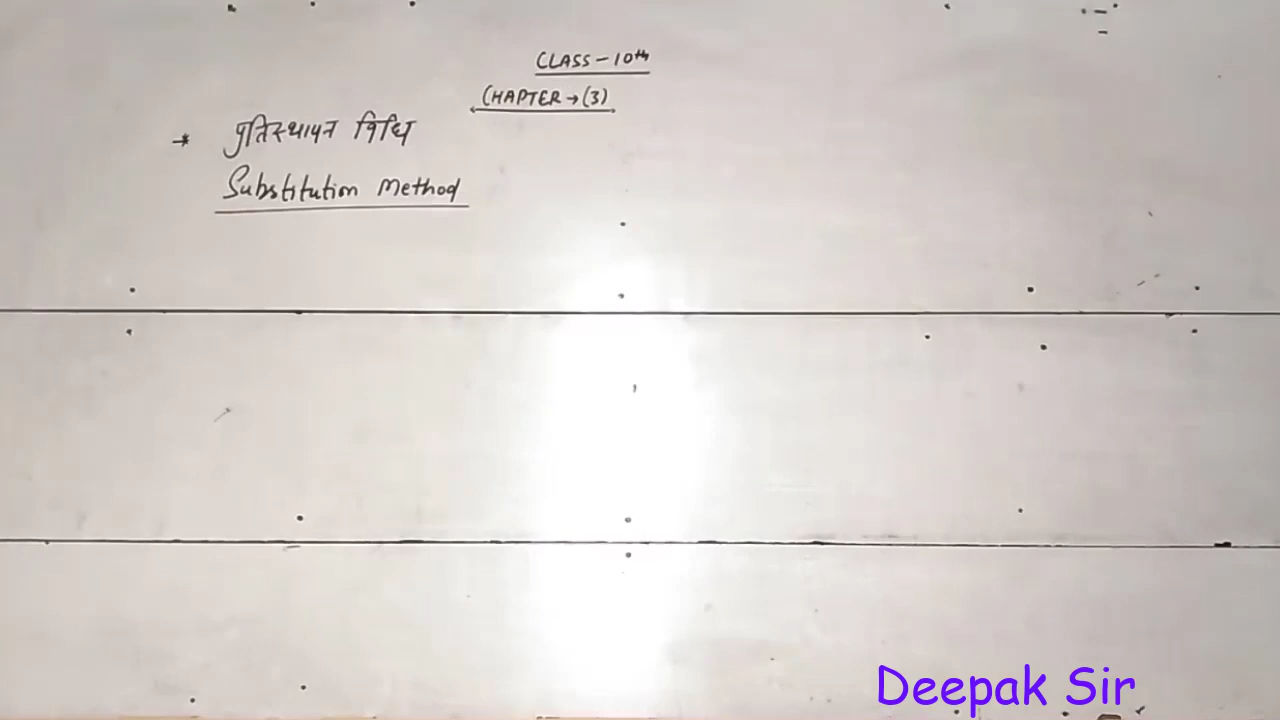 CLASS - 10th
CHAPTER → (3)
* प्रतिस्थापन विधि
Substitution Method
Deepak Sir